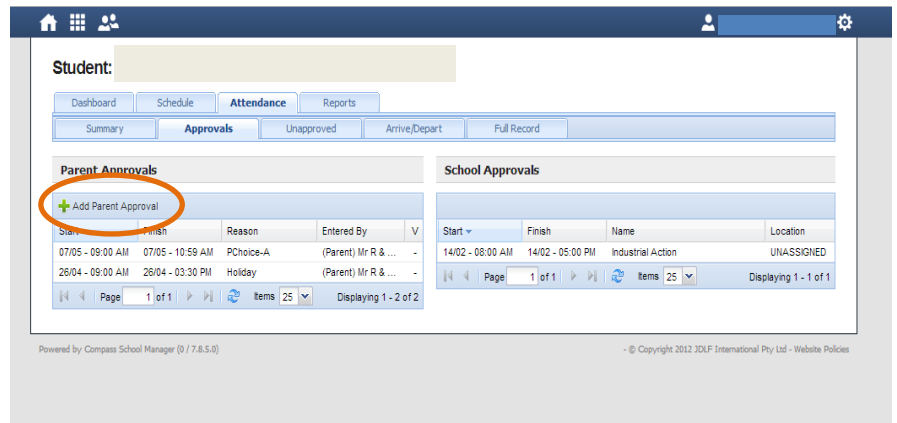 Student:
Dashboard Schedule Attendance Reports
Summary Approvals Unapproved Arrive/Depart Full Record
Parent Approvals
Add Parent Approval
Start Finish Reason Entered By V
07/05 - 09:00 AM 07/05 - 10:59 AM PChoice-A (Parent) Mr R & ... -
26/04 - 09:00 AM 26/04 - 03:30 PM Holiday (Parent) Mr R & ... -
Page 1 of 1 Items 25 Displaying 1 - 2 of 2
School Approvals
Start Finish Name Location
14/02 - 08:00 AM 14/02 - 05:00 PM Industrial Action UNASSIGNED
Page 1 of 1 Items 25 Displaying 1 - 1 of 1
Powered by Compass School Manager (0 / 7.8.5.0)
- © Copyright 2012 JDLF International Pty Ltd - Website Policies